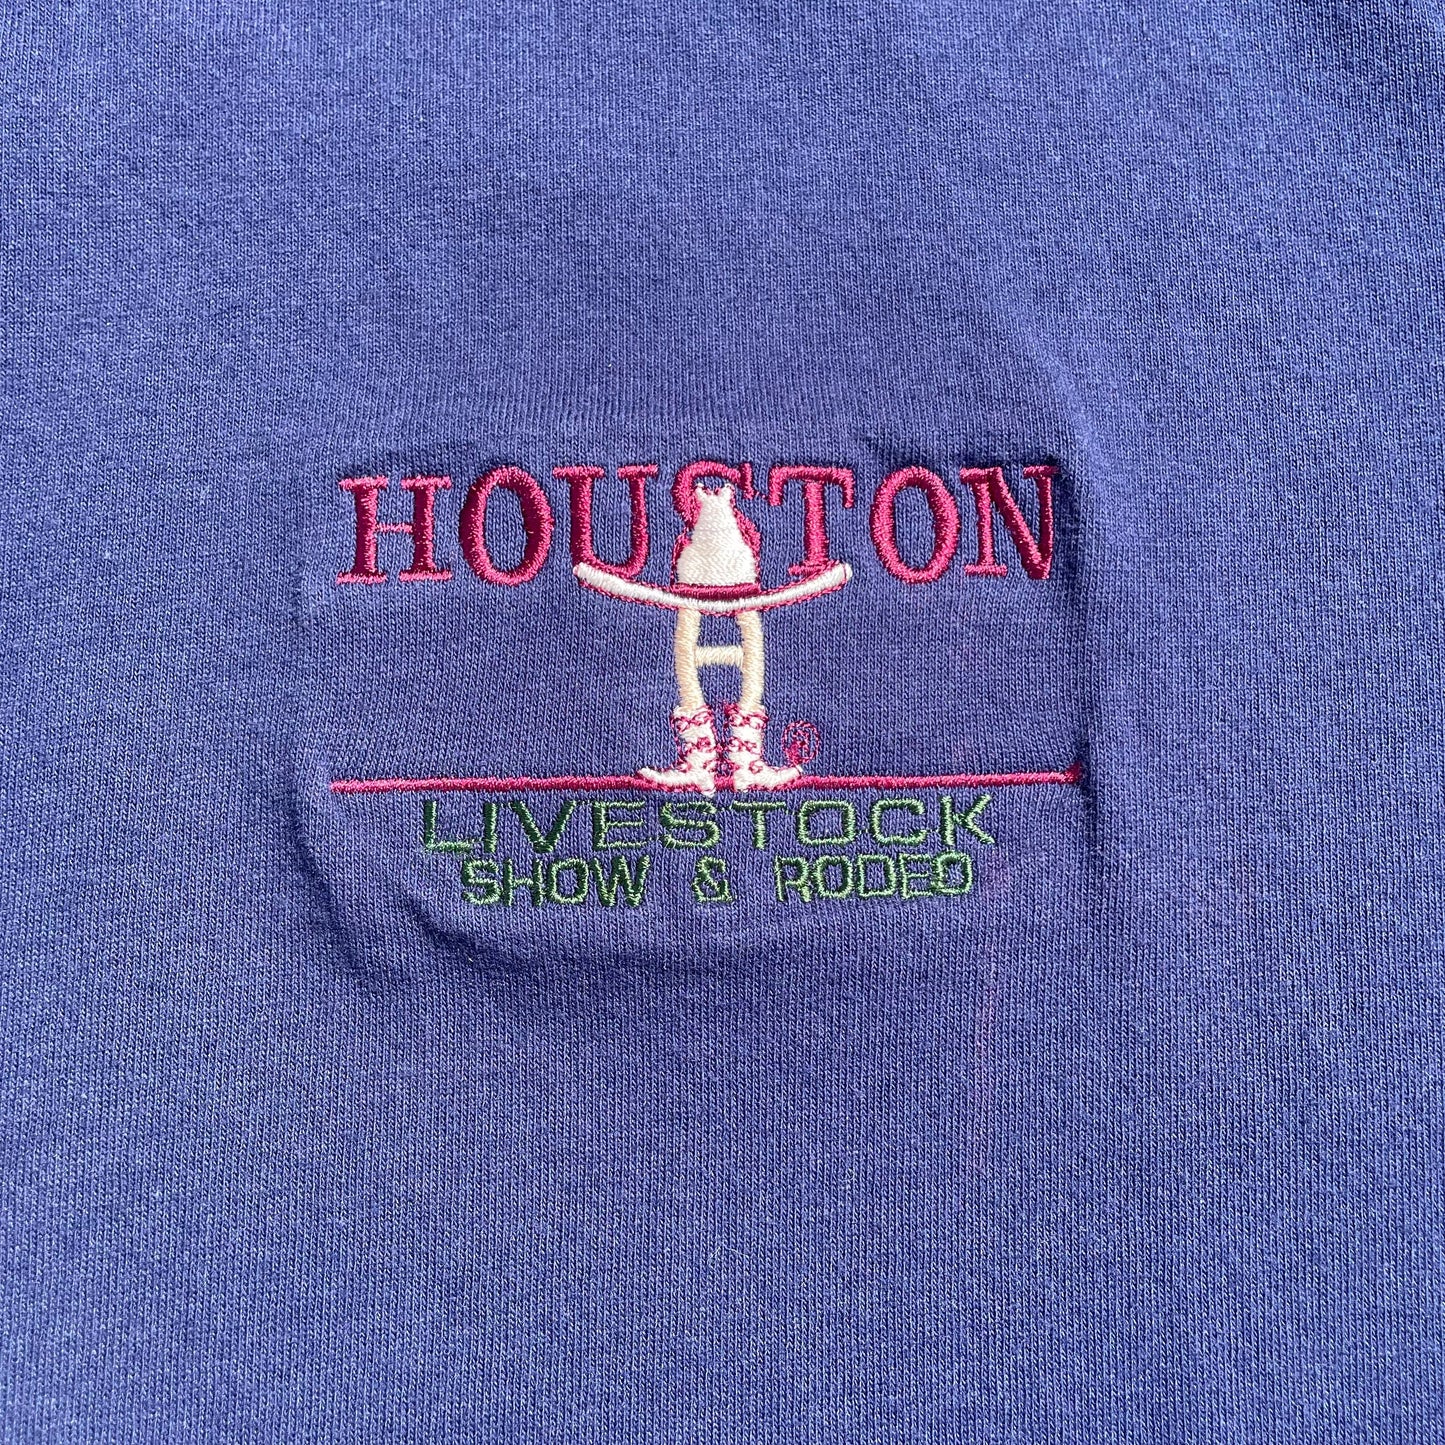 HOUSTON
H
®
LIVESTOCK
SHOW & RODEO